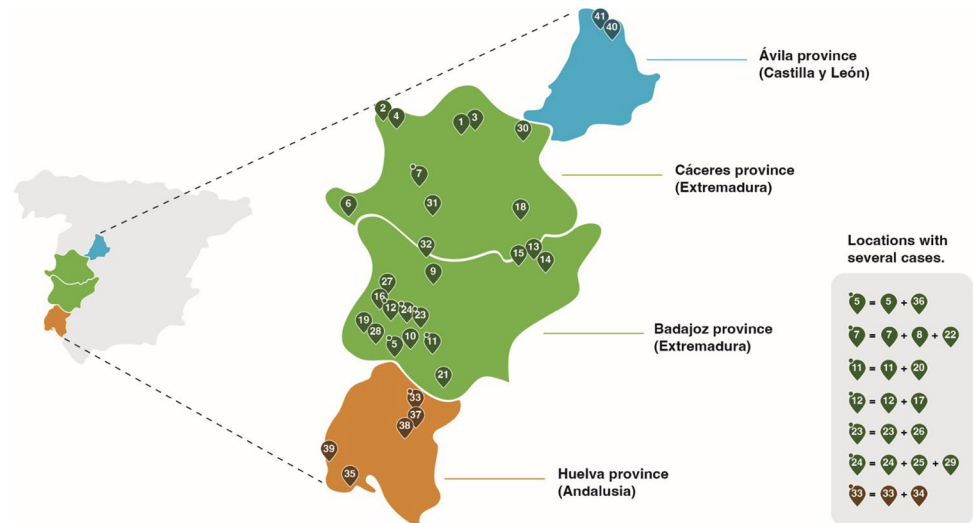 41
40
Ávila province
(Castilla y León)
2
4
1
3
30
Cáceres province
(Extremadura)
7
6
31
18
32
13
15
14
9
27
16
12
24
23
19
28
5
10
11
21
Badajoz province
(Extremadura)
33
37
38
39
35
Huelva province
(Andalusia)
Locations with
several cases.
5 = 5 + 36
7 = 7 + 8 + 22
11 = 11 + 20
12 = 12 + 17
23 = 23 + 26
24 = 24 + 25 + 29
33 = 33 + 34